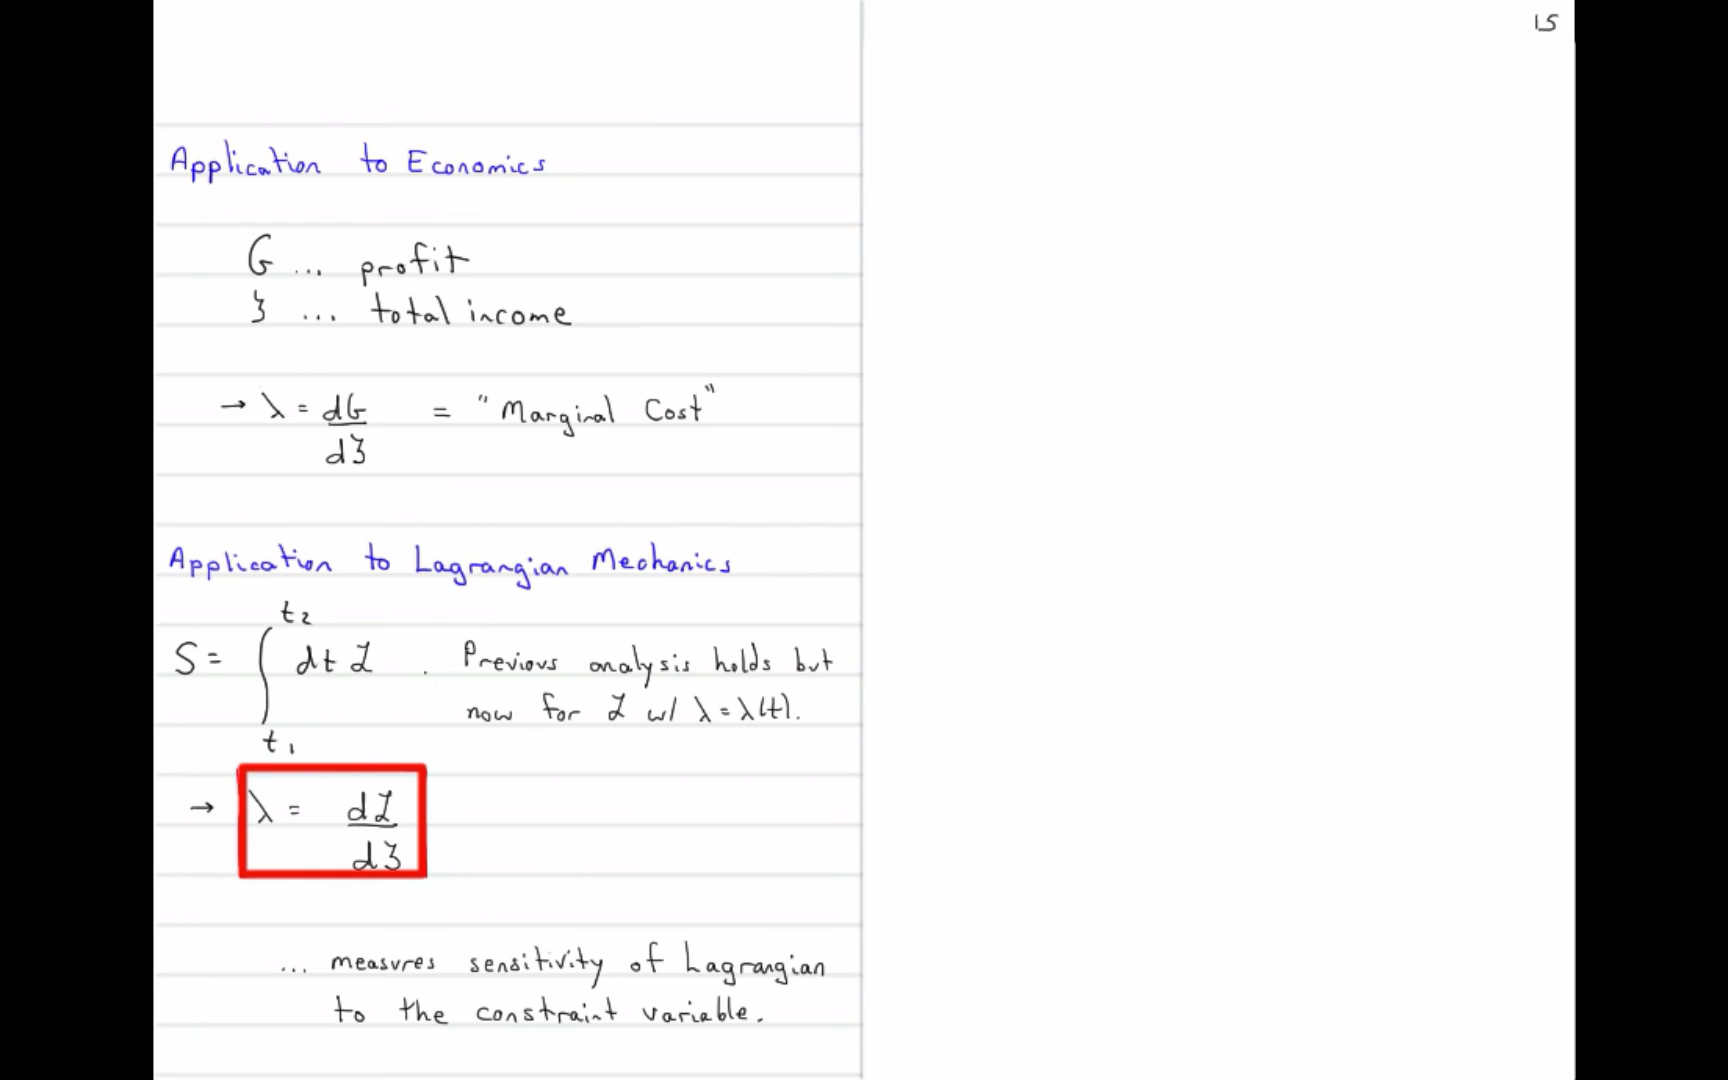 15
Application to Economics
G ... profit
ʒ ... total income
→ λ = dG/dʒ = "Marginal Cost"
Application to Lagrangian Mechanics
S = ∫_{t₁}^{t₂} dt ℒ . Previous analysis holds but
now for ℒ w/ λ = λ(t).
→ λ = dℒ/dʒ
... measures sensitivity of Lagrangian
to the constraint variable.